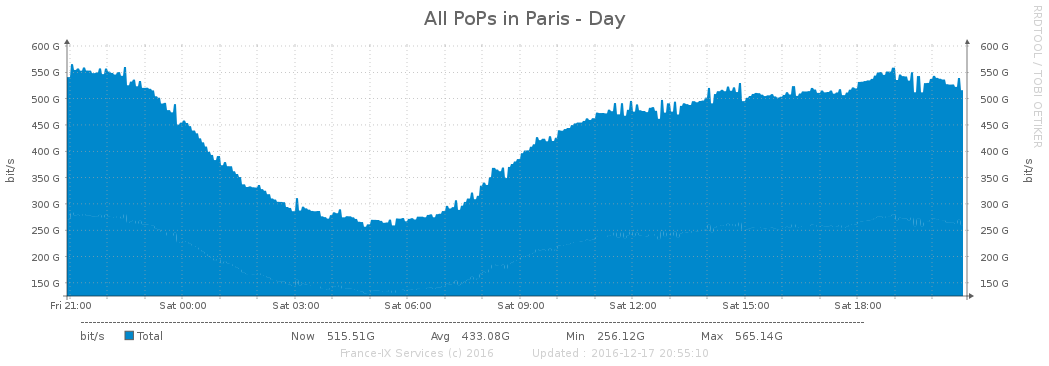 All PoPs in Paris - Day
RRDTOOL / TOBI OETIKER
600 G 600 G
550 G 550 G
500 G 500 G
450 G 450 G
400 G 400 G
350 G 350 G
300 G 300 G
250 G 250 G
200 G 200 G
150 G 150 G
bit/s bit/s
Fri 21:00 Sat 00:00 Sat 03:00 Sat 06:00 Sat 09:00 Sat 12:00 Sat 15:00 Sat 18:00
bit/s Total Now 515.51G Avg 433.08G Min 256.12G Max 565.14G
France-IX Services (c) 2016 Updated : 2016-12-17 20:55:10